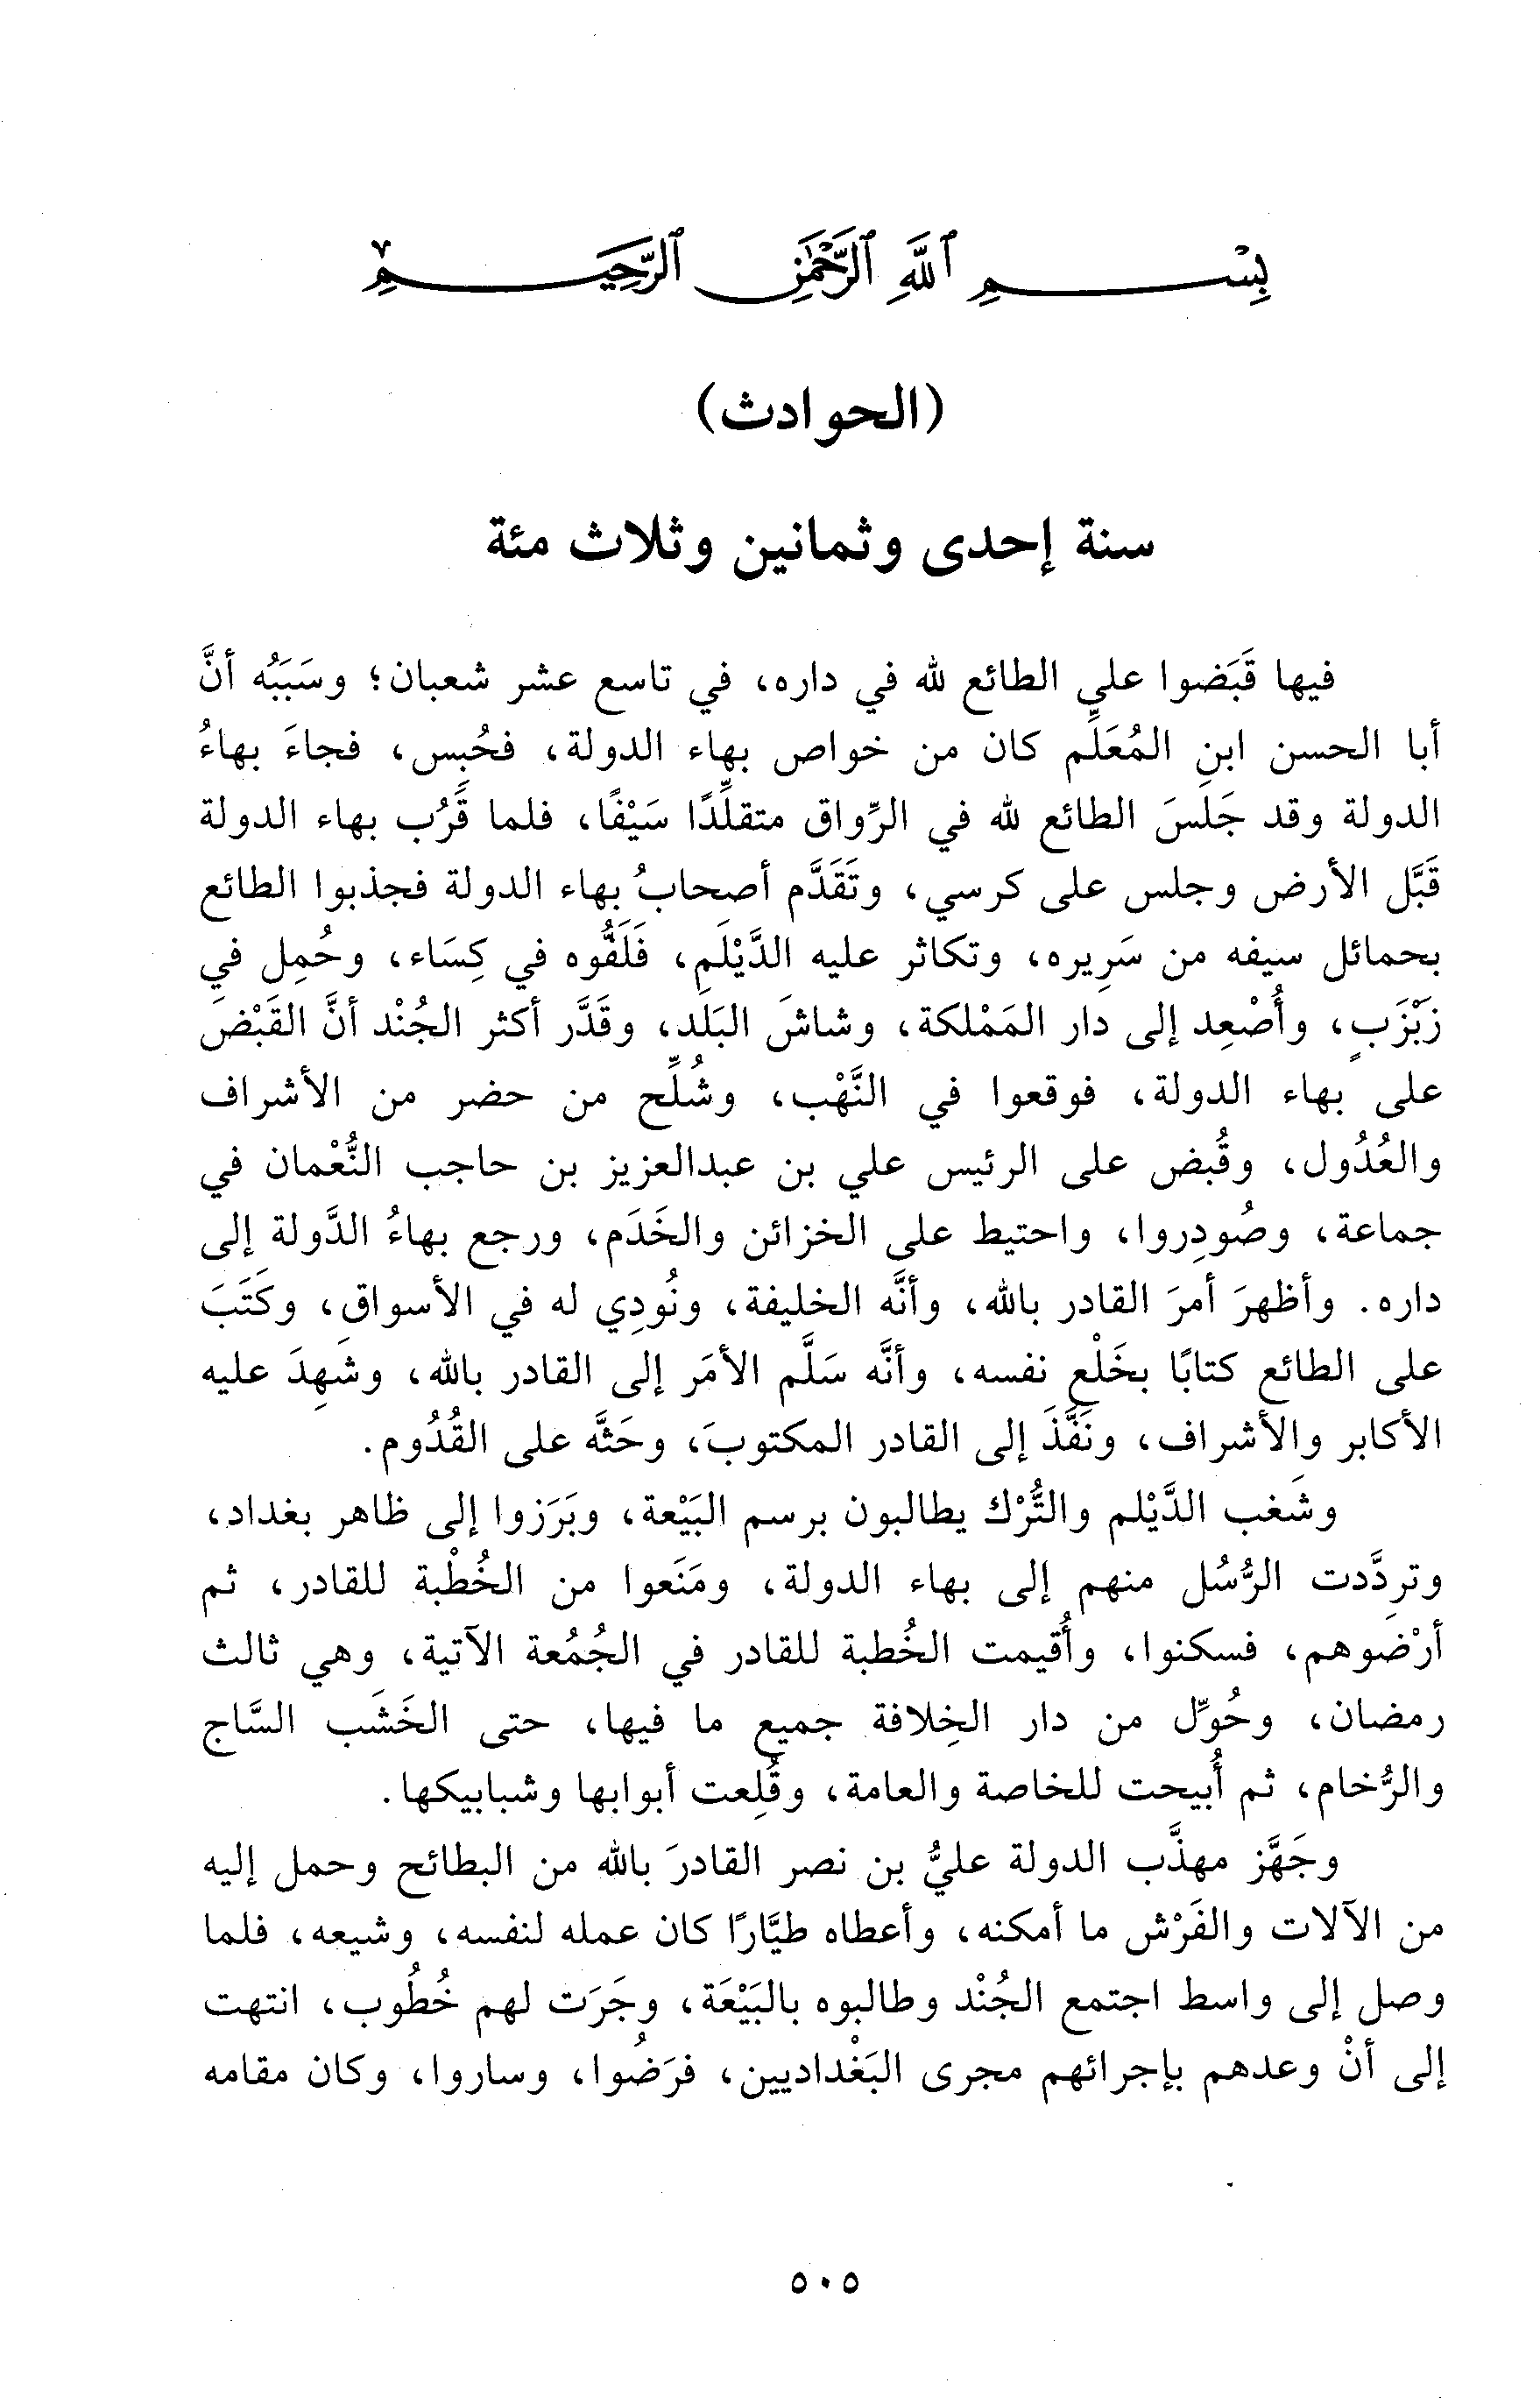 بِسْمِ ٱللَّهِ ٱلرَّحْمَٰنِ ٱلرَّحِيمِ
(الحوادث)
سنة إحدى وثمانين وثلاث مئة
فيها قَبَضوا على الطائع لله في داره، في تاسع عشر شعبان؛ وسَبَبُه أنَّ
أبا الحسن ابنِ المُعَلِّم كان من خواص بهاء الدولة، فحُبِس، فجاءَ بهاءُ
الدولة وقد جَلَسَ الطائع لله في الرِّواق متقلِّدًا سَيْفًا، فلما قَرُب بهاء الدولة
قَبَّل الأرض وجلس على كرسي، وتَقَدَّم أصحابُ بهاء الدولة فجذبوا الطائع
بحمائل سيفه من سَرِيره، وتكاثر عليه الدَّيْلَم، فَلَفُّوه في كِسَاء، وحُمِل في
زَبْزَبٍ، وأُصْعِد إلى دار المَمْلكة، وشاشَ البَلَد، وقَدَّر أكثر الجُنْد أنَّ القَبْضَ
على بهاء الدولة، فوقعوا في النَّهْب، وشُلِّح من حضر من الأشراف
والعُدُول، وقُبض على الرئيس علي بن عبدالعزيز بن حاجب النُّعْمان في
جماعة، وصُودِروا، واحتيط على الخزائن والخَدَم، ورجع بهاءُ الدَّولة إلى
داره. وأظهرَ أمرَ القادر بالله، وأنَّه الخليفة، ونُودِي له في الأسواق، وكَتَبَ
على الطائع كتابًا بخَلْعِ نفسه، وأنَّه سَلَّم الأمَر إلى القادر بالله، وشَهِدَ عليه
الأكابر والأشراف، ونَفَّذَ إلى القادر المكتوبَ، وحَثَّه على القُدُوم.
وشَغب الدَّيْلم والتُّرْك يطالبون برسم البَيْعة، وبَرَزوا إلى ظاهر بغداد،
وتردَّدت الرُّسُل منهم إلى بهاء الدولة، ومَنَعوا من الخُطْبة للقادر، ثم
أرْضَوهم، فسكنوا، وأُقيمت الخُطبة للقادر في الجُمُعة الآتية، وهي ثالث
رمضان، وحُوِّل من دار الخِلافة جميع ما فيها، حتى الخَشَب السَّاج
والرُّخام، ثم أُبيحت للخاصة والعامة، وقُلِعت أبوابها وشبابيكها.
وجَهَّز مهذَّب الدولة عليُّ بن نصر القادرَ بالله من البطائح وحمل إليه
من الآلات والفَرْش ما أمكنه، وأعطاه طيَّارًا كان عمله لنفسه، وشيعه، فلما
وصل إلى واسط اجتمع الجُنْد وطالبوه بالبَيْعَة، وجَرَت لهم خُطُوب، انتهت
إلى أنْ وعدهم بإجرائهم مجرى البَغْداديين، فرَضُوا، وساروا، وكان مقامه
٥٠٥